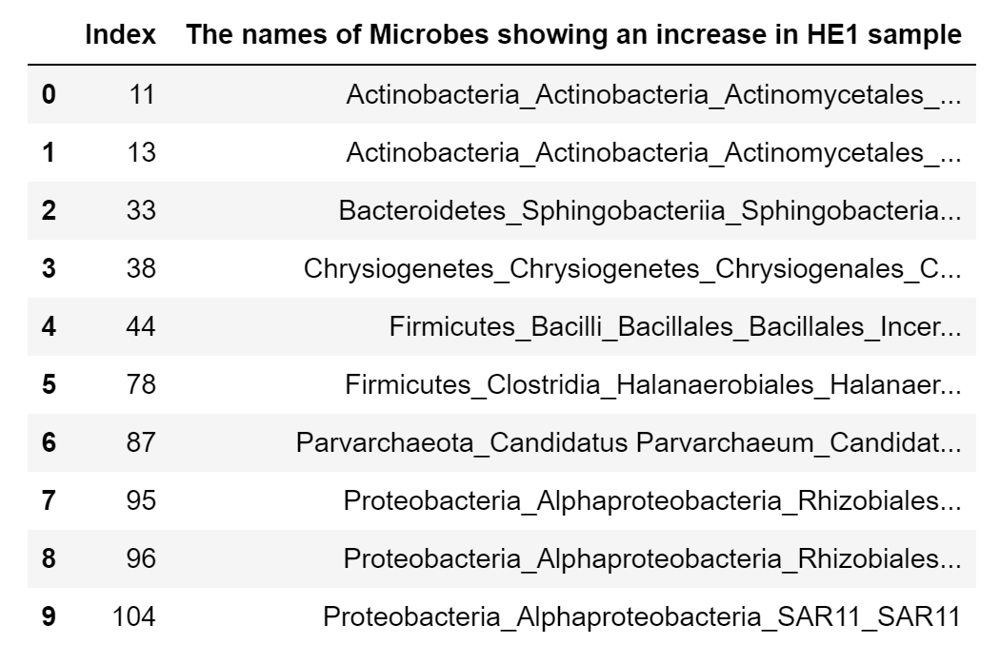 Index The names of Microbes showing an increase in HE1 sample
0 11 Actinobacteria_Actinobacteria_Actinomycetales_...
1 13 Actinobacteria_Actinobacteria_Actinomycetales_...
2 33 Bacteroidetes_Sphingobacteriia_Sphingobacteria...
3 38 Chrysiogenetes_Chrysiogenetes_Chrysiogenales_C...
4 44 Firmicutes_Bacilli_Bacillales_Bacillales_Incer...
5 78 Firmicutes_Clostridia_Halanaerobiales_Halanaer...
6 87 Parvarchaeota_Candidatus Parvarchaeum_Candidat...
7 95 Proteobacteria_Alphaproteobacteria_Rhizobiales...
8 96 Proteobacteria_Alphaproteobacteria_Rhizobiales...
9 104 Proteobacteria_Alphaproteobacteria_SAR11_SAR11